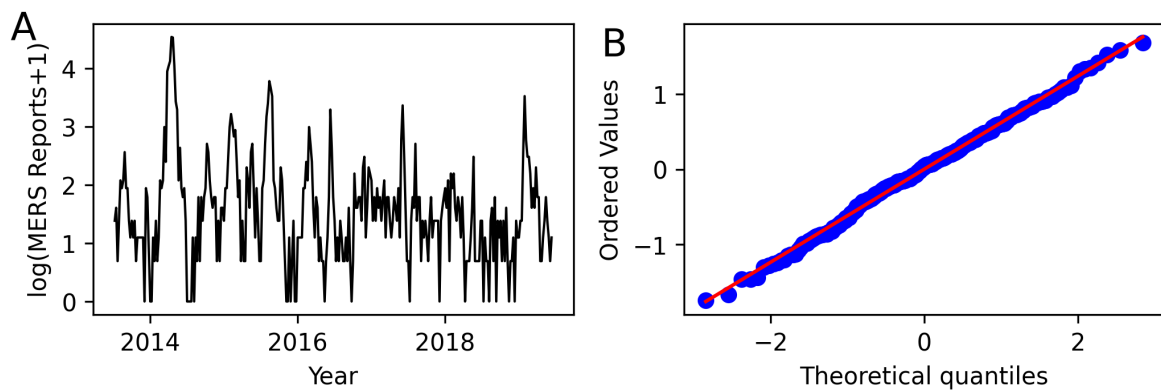 A
log(MERS Reports+1)
4
3
2
1
0
2014
2016
2018
Year
B
Ordered Values
1
0
−1
−2
0
2
Theoretical quantiles